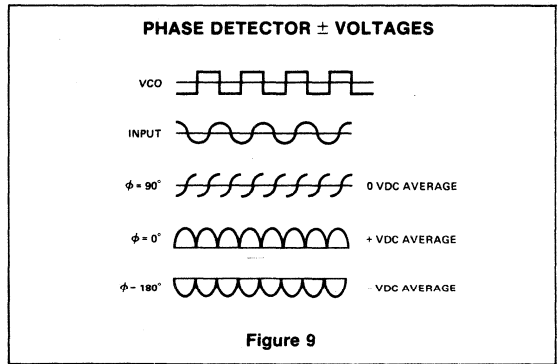 PHASE DETECTOR ± VOLTAGES
VCO
INPUT
ϕ = 90° 0 VDC AVERAGE
ϕ = 0° + VDC AVERAGE
ϕ – 180° VDC AVERAGE
Figure 9